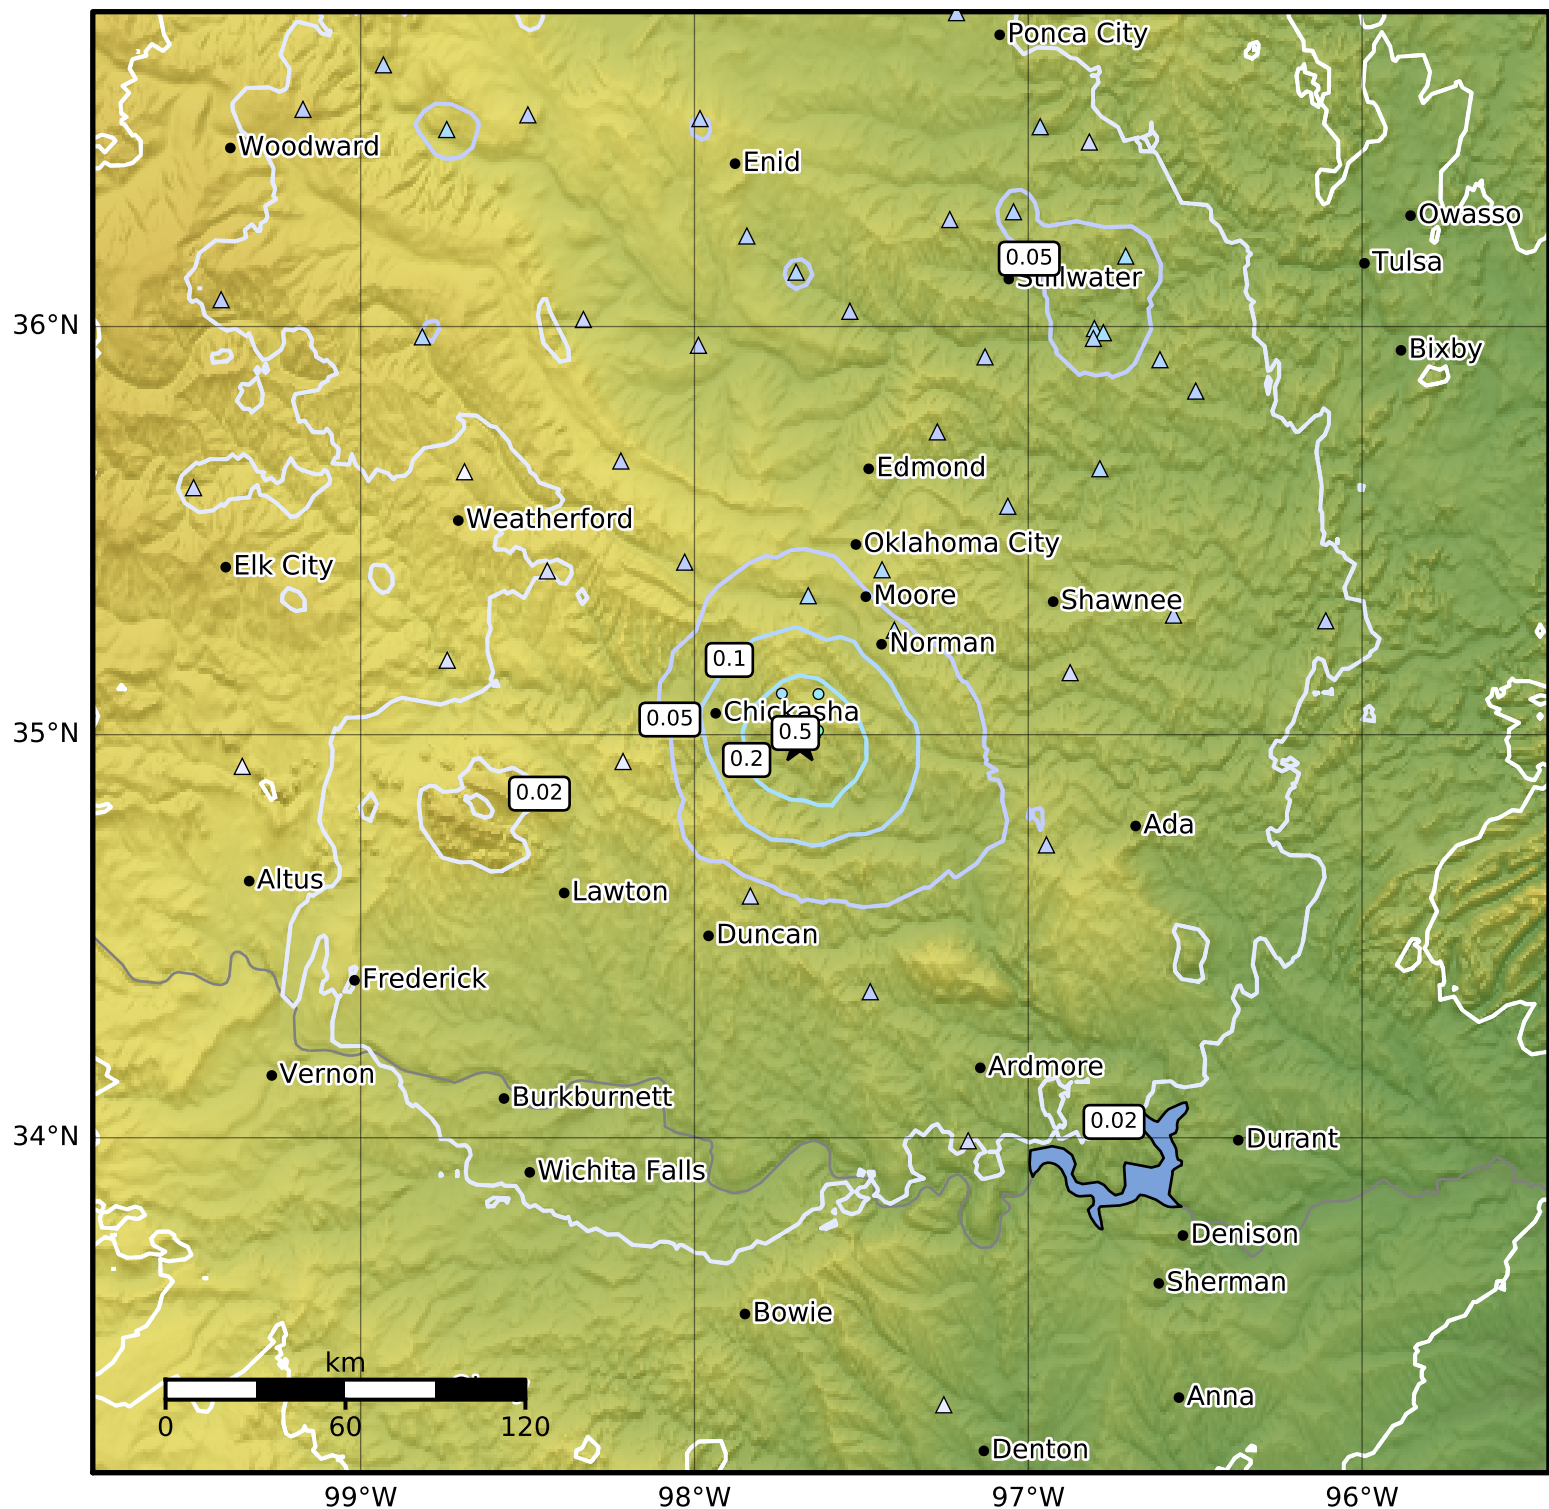 Ponca City
Woodward
Enid
Owasso
0.05
Tulsa
Stillwater
36°N
Bixby
Edmond
Weatherford
Oklahoma City
Elk City
Moore
Shawnee
Norman
0.1
Chickasha
0.05
0.5
35°N
0.2
0.02
Ada
Altus
Lawton
Duncan
Frederick
Ardmore
Vernon
Burkburnett
0.02
34°N
Durant
Wichita Falls
Denison
Sherman
Bowie
km
Anna
0
60
120
Denton
99°W
98°W
97°W
96°W